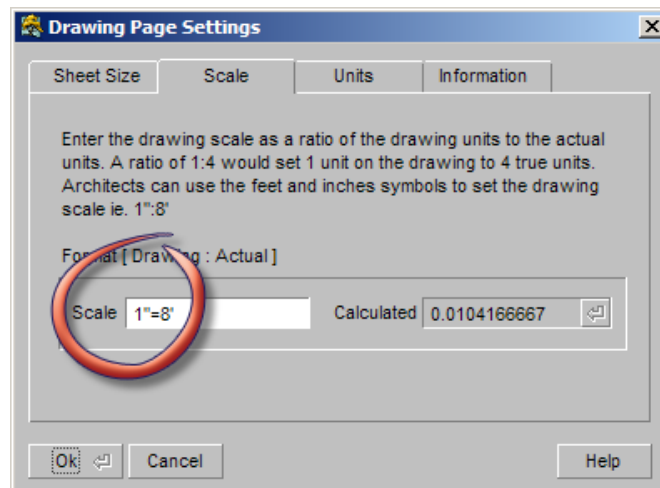 Drawing Page Settings
Sheet Size Scale Units Information
Enter the drawing scale as a ratio of the drawing units to the actual
units. A ratio of 1:4 would set 1 unit on the drawing to 4 true units.
Architects can use the feet and inches symbols to set the drawing
scale ie. 1":8'
Format [ Drawing : Actual ]
Scale 1"=8' Calculated 0.0104166667
Ok Cancel Help